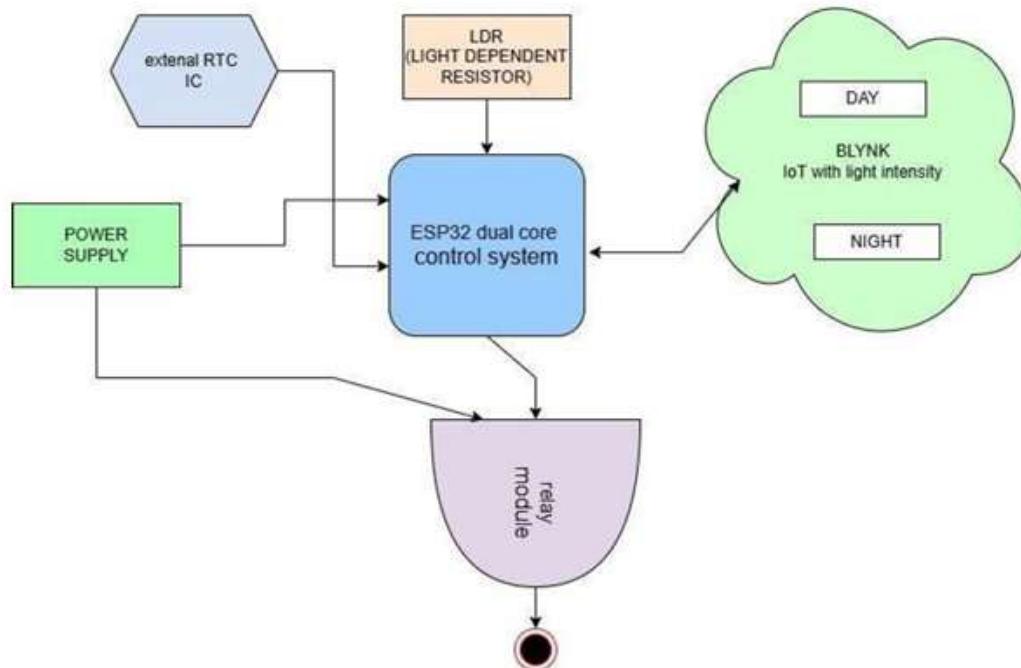 extenal RTC
IC
LDR
(LIGHT DEPENDENT
RESISTOR)
DAY
BLYNK
IoT with light intensity
NIGHT
POWER
SUPPLY
ESP32 dual core
control system
relay
module